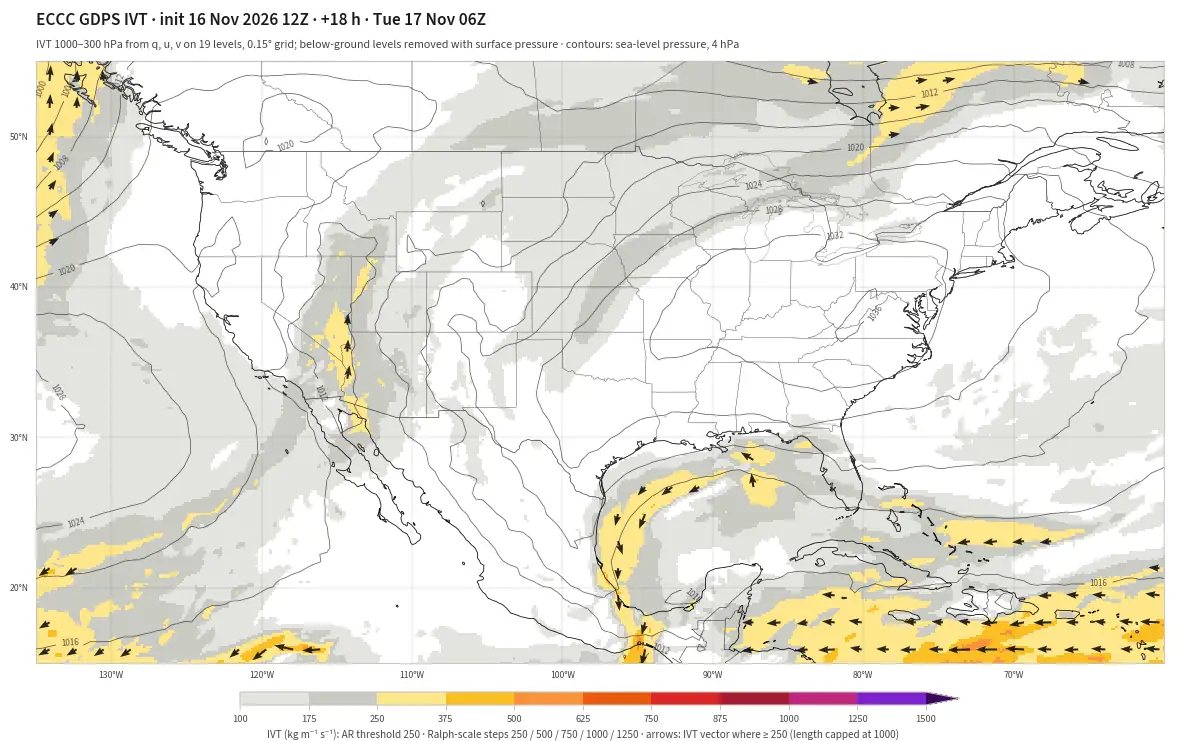 ECCC GDPS IVT · init 16 Nov 2026 12Z · +18 h · Tue 17 Nov 06Z
IVT 1000–300 hPa from q, u, v on 19 levels, 0.15° grid; below-ground levels removed with surface pressure · contours: sea-level pressure, 4 hPa
1008
1000
1012
50°N
1020
1020
1008
1024
1028
1032
1020
40°N
1036
1028
30°N
1024
20°N
1016
1016
1012
130°W
120°W
110°W
100°W
90°W
80°W
70°W
100
175
250
375
500
625
750
875
1000
1250
1500
IVT (kg m⁻¹ s⁻¹): AR threshold 250 · Ralph-scale steps 250 / 500 / 750 / 1000 / 1250 · arrows: IVT vector where ≥ 250 (length capped at 1000)